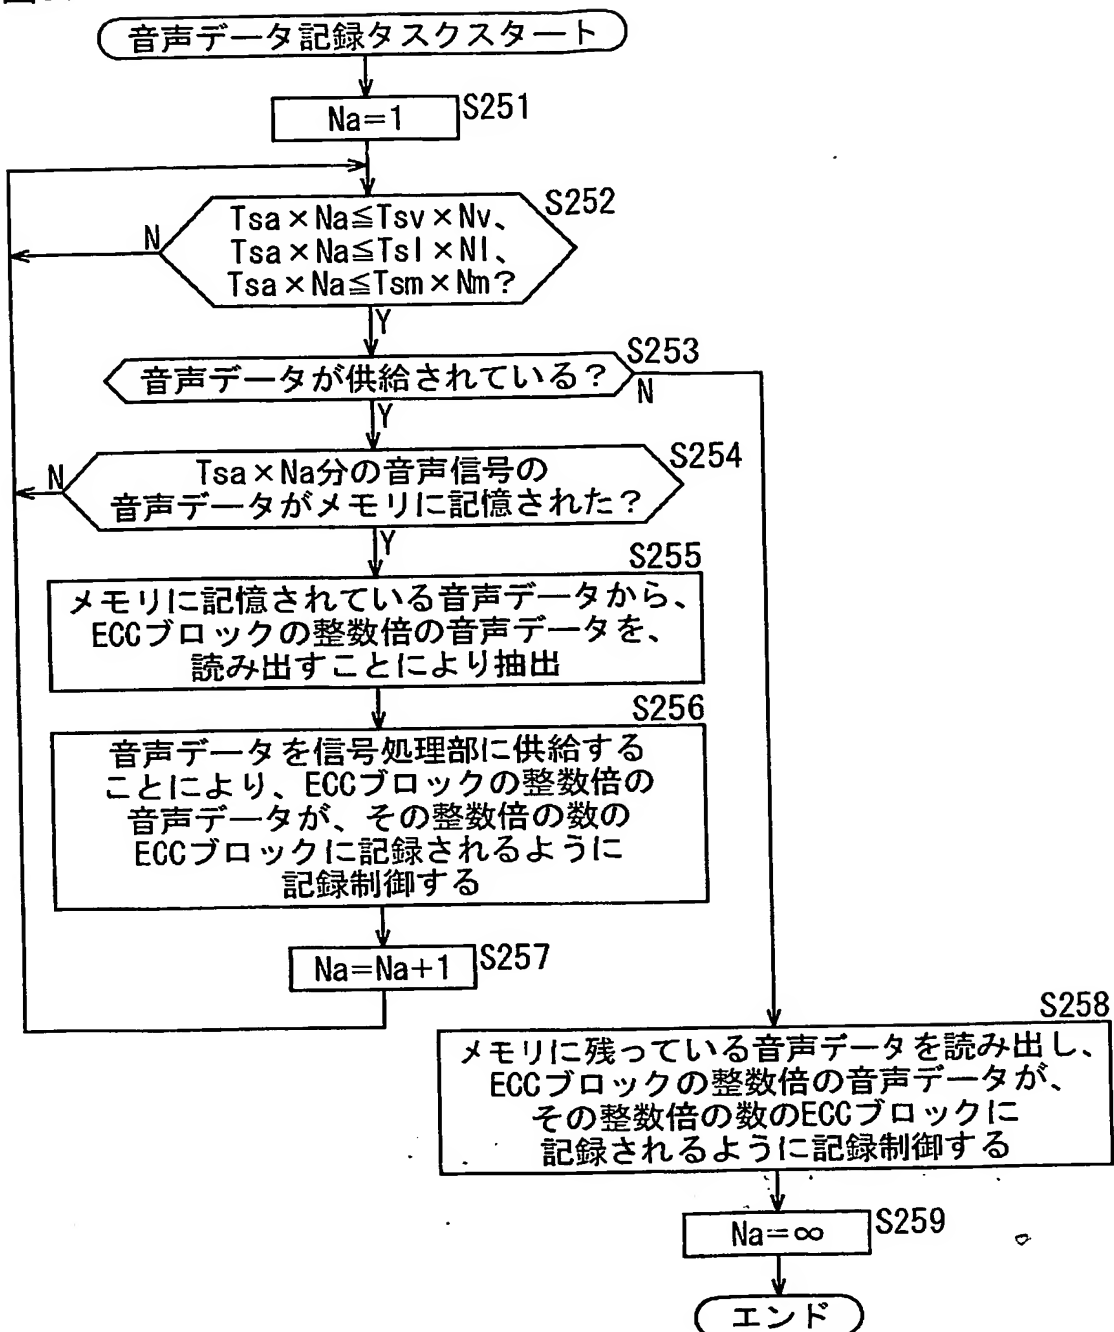 音声データ記録タスクスタート
Na=1
S251
S252
Tsa×Na≦Tsv×Nv、
Tsa×Na≦Tsl×Nl、
Tsa×Na≦Tsm×Nm?
N
Y
S253
音声データが供給されている?
N
Y
S254
Tsa×Na分の音声信号の
音声データがメモリに記憶された?
N
Y
S255
メモリに記憶されている音声データから、
ECCブロックの整数倍の音声データを、
読み出すことにより抽出
S256
音声データを信号処理部に供給する
ことにより、ECCブロックの整数倍の
音声データが、その整数倍の数の
ECCブロックに記録されるように
記録制御する
Na=Na+1
S257
S258
メモリに残っている音声データを読み出し、
ECCブロックの整数倍の音声データが、
その整数倍の数のECCブロックに
記録されるように記録制御する
Na=∞
S259
エンド